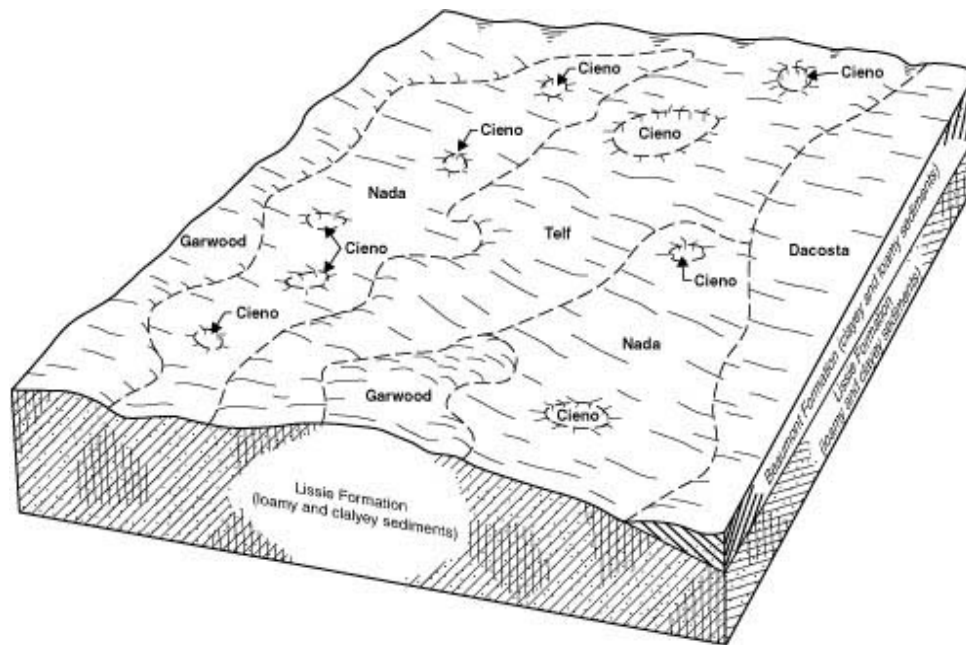 Cieno
Cieno
Cieno
Cieno
Nada
Garwood
Cieno
Telf
Dacosta
Cieno
Cieno
Nada
Garwood
Cieno
Beaumont Formation (clayey and loamy sediments)
Lissie Formation
(loamy and clayey sediments)
Lissie Formation
(loamy and clalyey sediments)